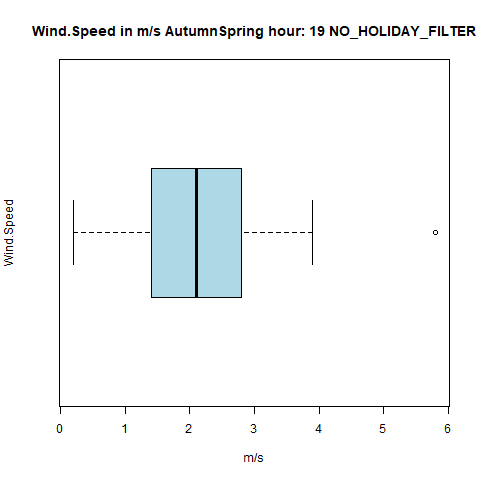 Wind.Speed in m/s AutumnSpring hour: 19 NO_HOLIDAY_FILTER
Wind.Speed
0 1 2 3 4 5 6
m/s